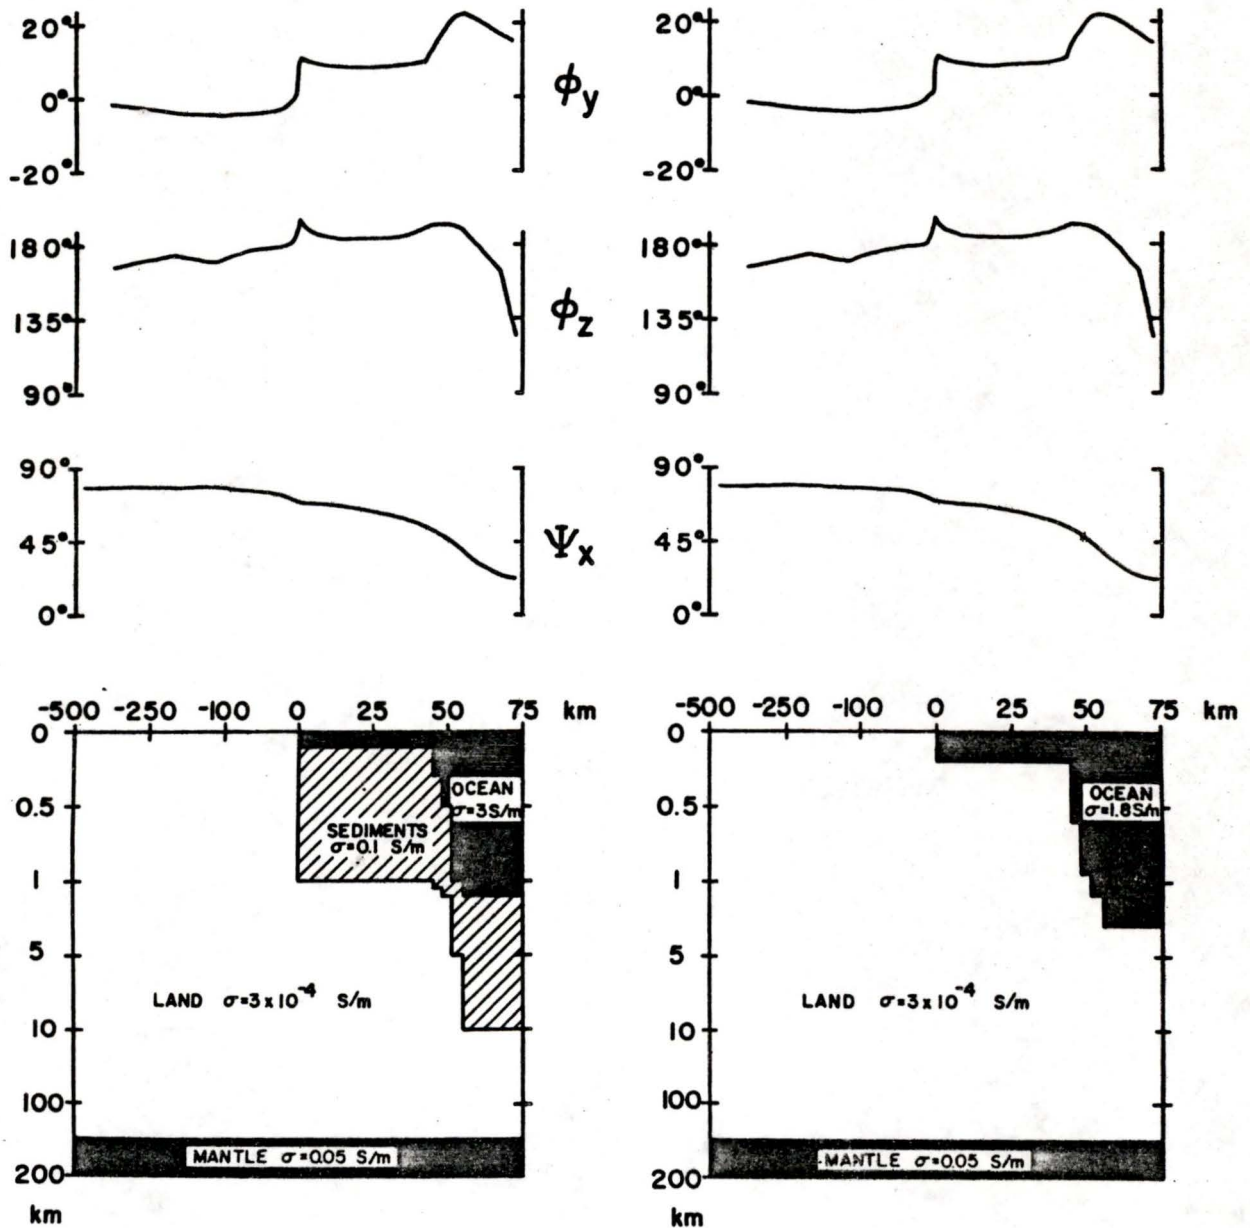 20°
0°
-20°
ϕy
20°
0°
-20°
180°
135°
90°
ϕz
180°
135°
90°
90°
45°
0°
Ψx
90°
45°
0°
-500 -250 -100 0 25 50 75 km
0
0.5
1
5
10
100
200
km
OCEAN
σ=3S/m
SEDIMENTS
σ=0.1 S/m
LAND σ=3x10⁻⁴ S/m
MANTLE σ=0.05 S/m
-500 -250 -100 0 25 50 75 km
0
0.5
1
5
10
100
200
km
OCEAN
σ=1.8S/m
LAND σ=3x10⁻⁴ S/m
MANTLE σ=0.05 S/m